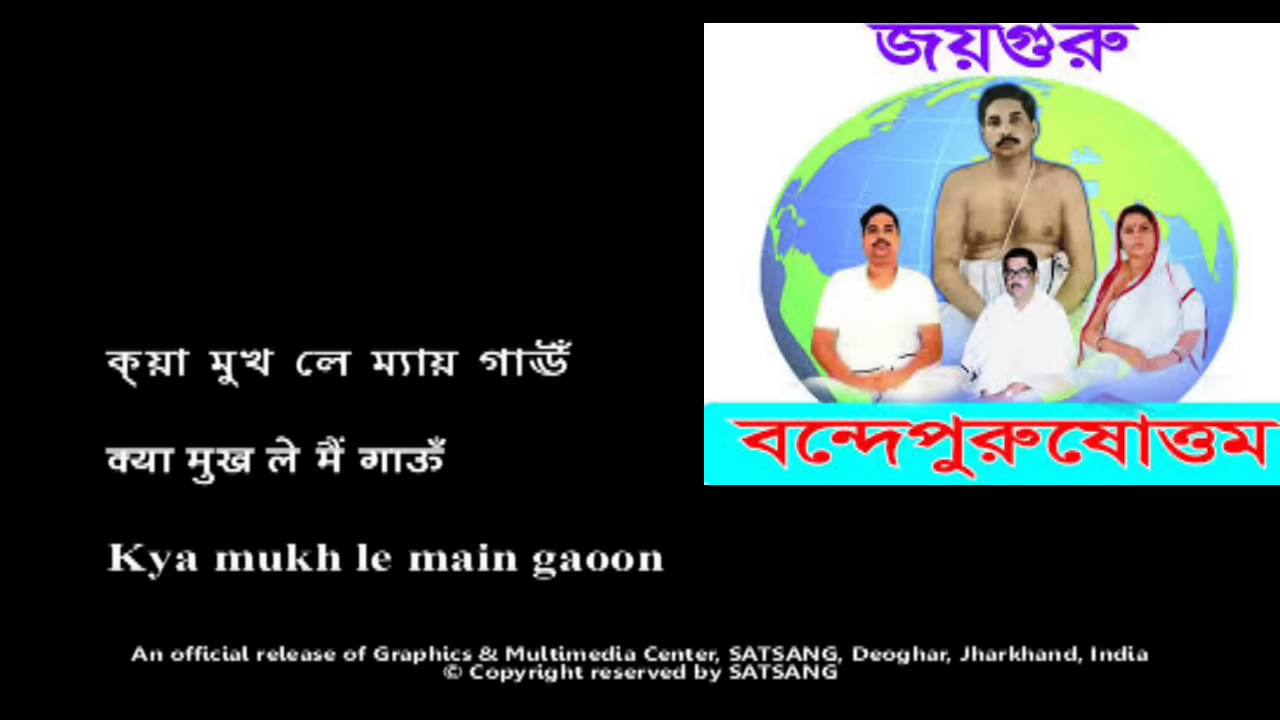 জয়গুরু
বন্দেপুরুষোত্তম
ক্‌য়া মুখ লে ম্যায় গাঊঁ
क्या मुख ले मैं गाऊँ
Kya mukh le main gaoon
An official release of Graphics & Multimedia Center, SATSANG, Deoghar, Jharkhand, India
© Copyright reserved by SATSANG